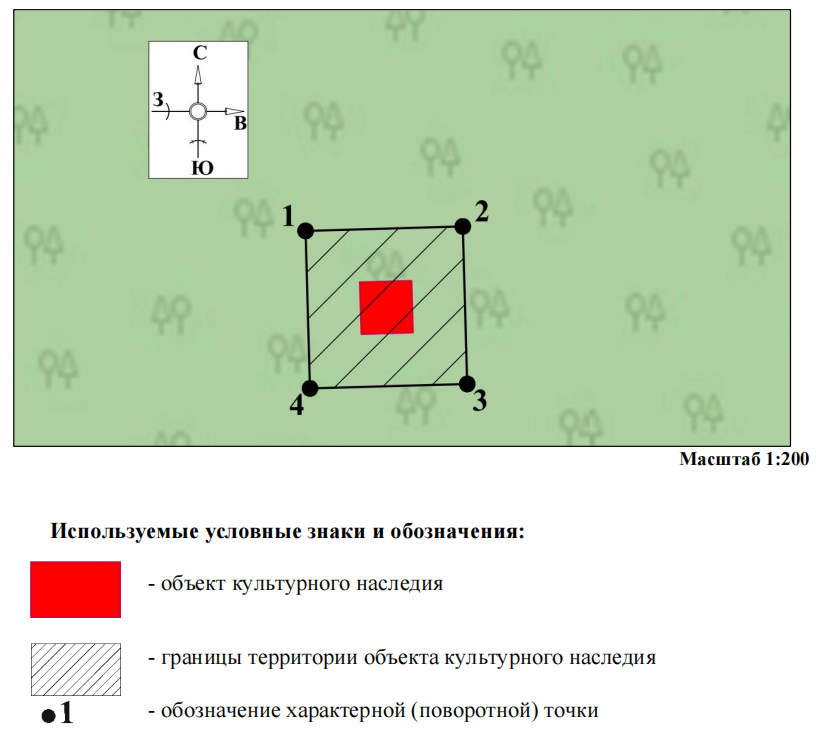 С
З
В
Ю
1
2
4
3
Масштаб 1:200
Используемые условные знаки и обозначения:
- объект культурного наследия
- границы территории объекта культурного наследия
1 - обозначение характерной (поворотной) точки